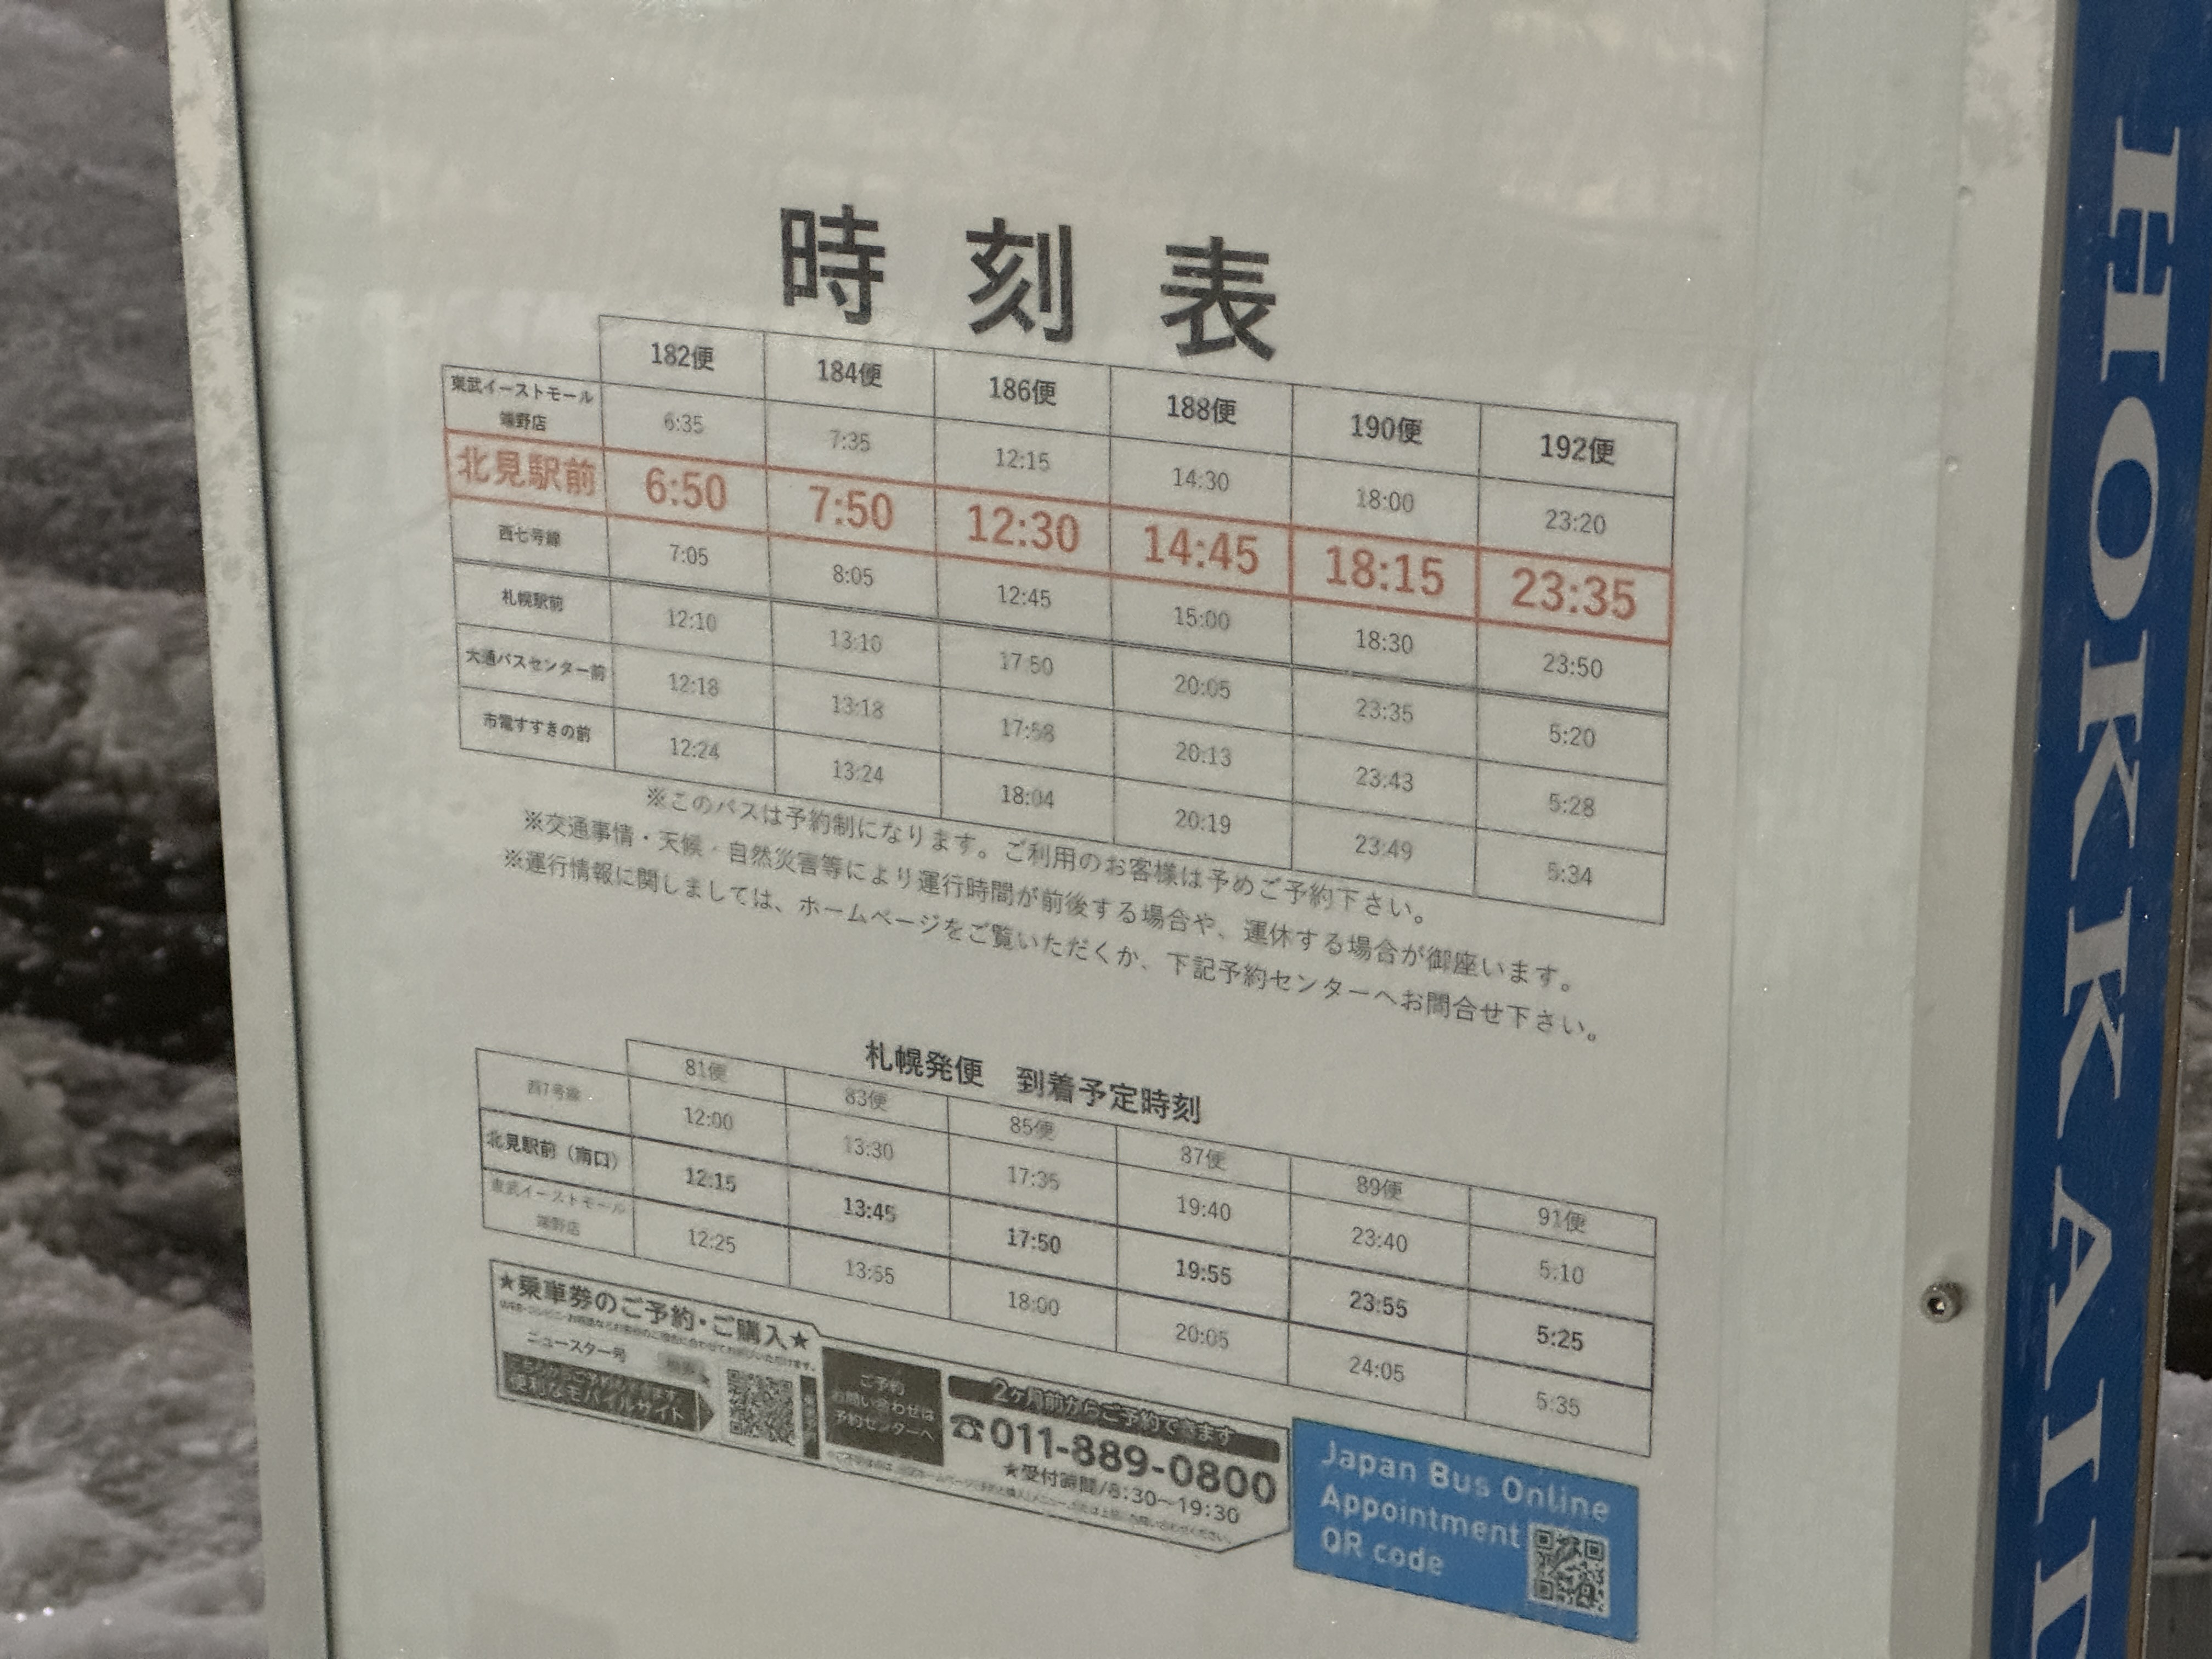 時刻表
182便 184便 186便 188便 190便 192便
東武イーストモール端野店 6:35 7:35 12:15 14:30 18:00 23:20
北見駅前 6:50 7:50 12:30 14:45 18:15 23:35
西七号線 7:05 8:05 12:45 15:00 18:30 23:50
札幌駅前 12:10 13:10 17:50 20:05 23:35 5:20
大通バスセンター前 12:18 13:18 17:58 20:13 23:43 5:28
市電すすきの前 12:24 13:24 18:04 20:19 23:49 5:34
※このバスは予約制になります。ご利用のお客様は予めご予約下さい。
※交通事情・天候・自然災害等により運行時間が前後する場合や、運休する場合が御座います。
※運行情報に関しましては、ホームページをご覧いただくか、下記予約センターへお問合せ下さい。
札幌発便 到着予定時刻
81便 83便 85便 87便 89便 91便
西7号線 12:00 13:30 17:35 19:40 23:40 5:10
北見駅前(南口) 12:15 13:45 17:50 19:55 23:55 5:25
東武イーストモール端野店 12:25 13:55 18:00 20:05 24:05 5:35
★乗車券のご予約・ご購入★
ニュースター号
便利なモバイルサイト
ご予約
お問い合わせは
予約センターへ
2ヶ月前からご予約できます
☎011-889-0800
★受付時間/8:30~19:30
Japan Bus Online
Appointment
QR code
HOKKAID